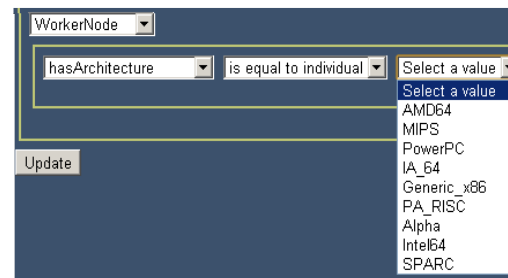 WorkerNode
hasArchitecture is equal to individual Select a value
Select a value
AMD64
MIPS
PowerPC
IA_64
Generic_x86
PA_RISC
Alpha
Intel64
SPARC
Update